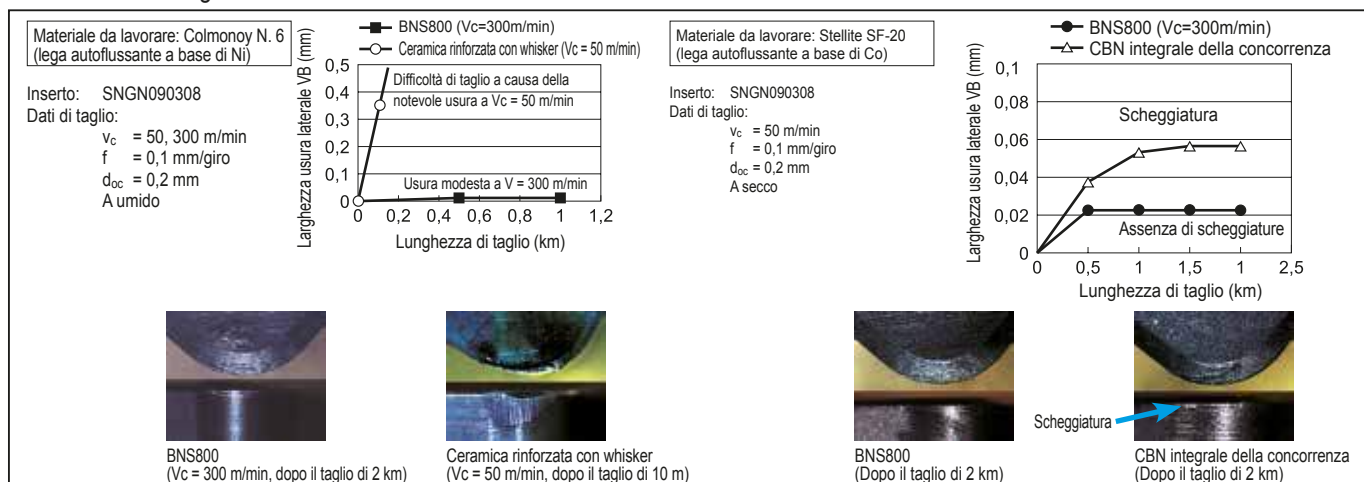 Materiale da lavorare: Colmonoy N. 6
(lega autoflussante a base di Ni)
Inserto: SNGN090308
Dati di taglio:
vc = 50, 300 m/min
f = 0,1 mm/giro
doc = 0,2 mm
A umido
BNS800 (Vc=300m/min)
Ceramica rinforzata con whisker (Vc = 50 m/min)
Larghezza usura laterale VB (mm)
0,5
0,4
0,3
0,2
0,1
0
Difficoltà di taglio a causa della
notevole usura a Vc = 50 m/min
Usura modesta a V = 300 m/min
0 0,2 0,4 0,6 0,8 1,0 1,2
Lunghezza di taglio (km)
Materiale da lavorare: Stellite SF-20
(lega autoflussante a base di Co)
Inserto: SNGN090308
Dati di taglio:
vc = 50 m/min
f = 0,1 mm/giro
doc = 0,2 mm
A secco
BNS800 (Vc=300m/min)
CBN integrale della concorrenza
Larghezza usura laterale VB (mm)
0,1
0,08
0,06
0,04
0,02
0
Scheggiatura
Assenza di scheggiature
0 0,5 1 1,5 1 2,5
Lunghezza di taglio (km)
BNS800
(Vc = 300 m/min, dopo il taglio di 2 km)
Ceramica rinforzata con whisker
(Vc = 50 m/min, dopo il taglio di 10 m)
BNS800
(Dopo il taglio di 2 km)
Scheggiatura
CBN integrale della concorrenza
(Dopo il taglio di 2 km)